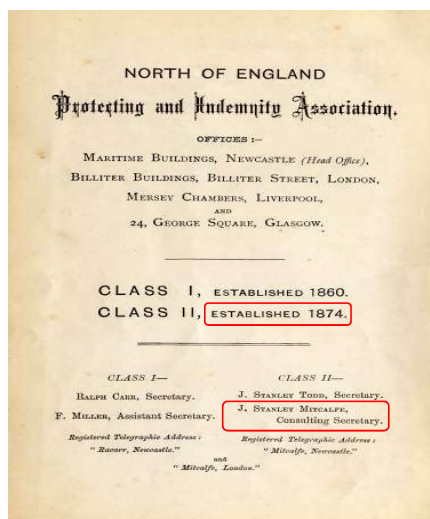 NORTH OF ENGLAND
Protecting and Indemnity Association.
OFFICES :—
MARITIME BUILDINGS, NEWCASTLE (Head Office),
BILLITER BUILDINGS, BILLITER STREET, LONDON,
MERSEY CHAMBERS, LIVERPOOL,
AND
24, GEORGE SQUARE, GLASGOW.
CLASS I, ESTABLISHED 1860.
CLASS II, ESTABLISHED 1874.
CLASS I—
RALPH CARR, Secretary.
F. MILLER, Assistant Secretary.
Registered Telegraphic Address :
"Racarr, Newcastle."
CLASS II—
J. STANLEY TODD, Secretary.
J. STANLEY MITCALFE,
Consulting Secretary.
Registered Telegraphic Address :
"Mitcalfe, Newcastle."
and
"Mitcalfe, London."